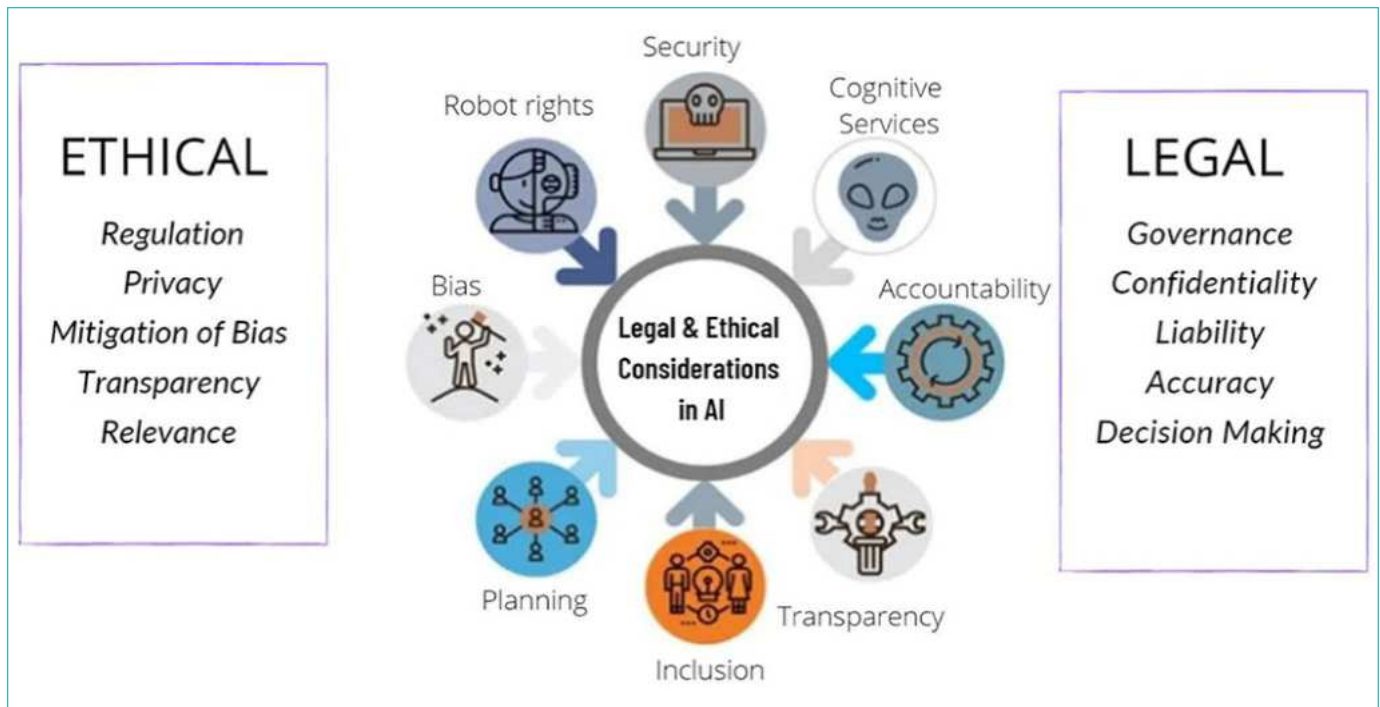 ETHICAL
Regulation
Privacy
Mitigation of Bias
Transparency
Relevance
Security
Robot rights
Cognitive
Services
Bias
Accountability
Legal & Ethical
Considerations
in AI
Planning
Transparency
Inclusion
LEGAL
Governance
Confidentiality
Liability
Accuracy
Decision Making